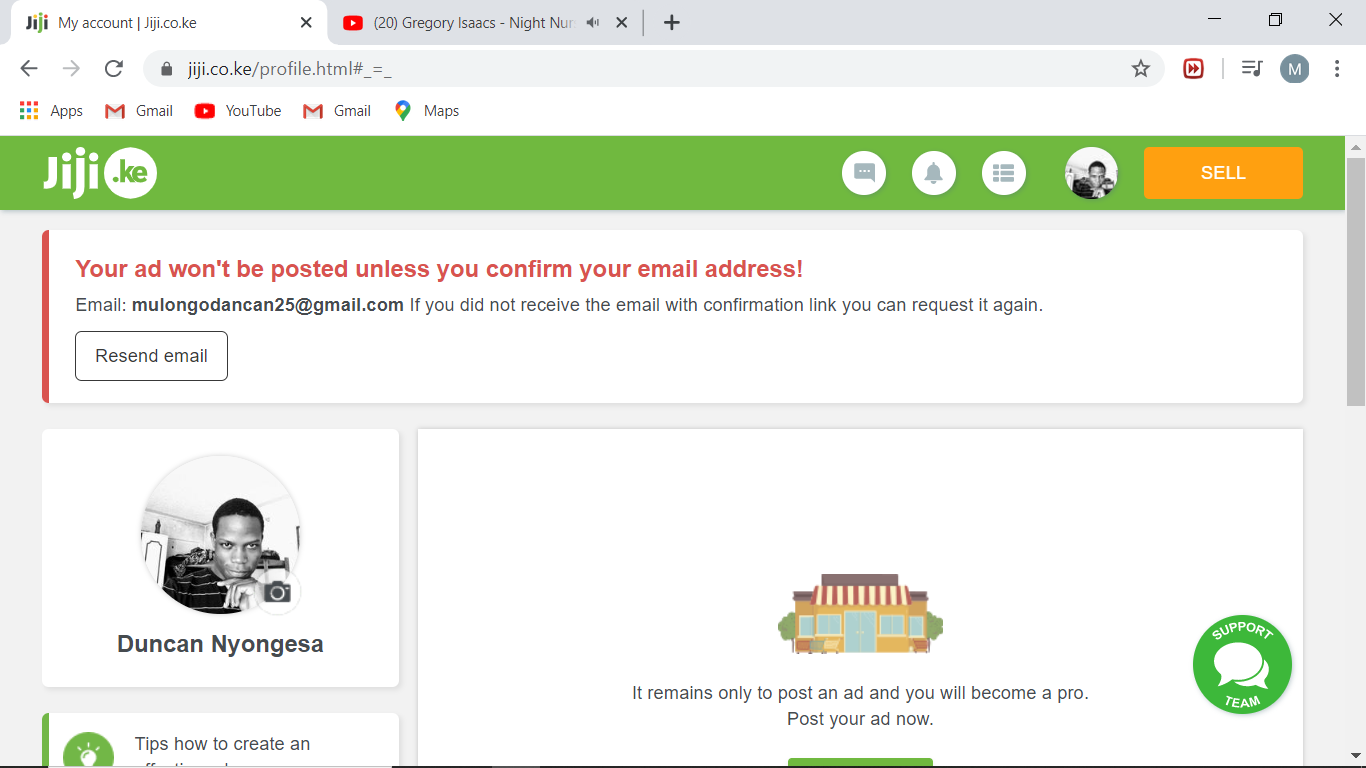 Jiji My account | Jiji.co.ke
(20) Gregory Isaacs - Night Nur
jiji.co.ke/profile.html#_=_
M
Apps Gmail YouTube Gmail Maps
Jiji .ke
SELL
Your ad won't be posted unless you confirm your email address!
Email: mulongodancan25@gmail.com If you did not receive the email with confirmation link you can request it again.
Resend email
Duncan Nyongesa
SUPPORT
TEAM
It remains only to post an ad and you will become a pro.
Post your ad now.
Tips how to create an